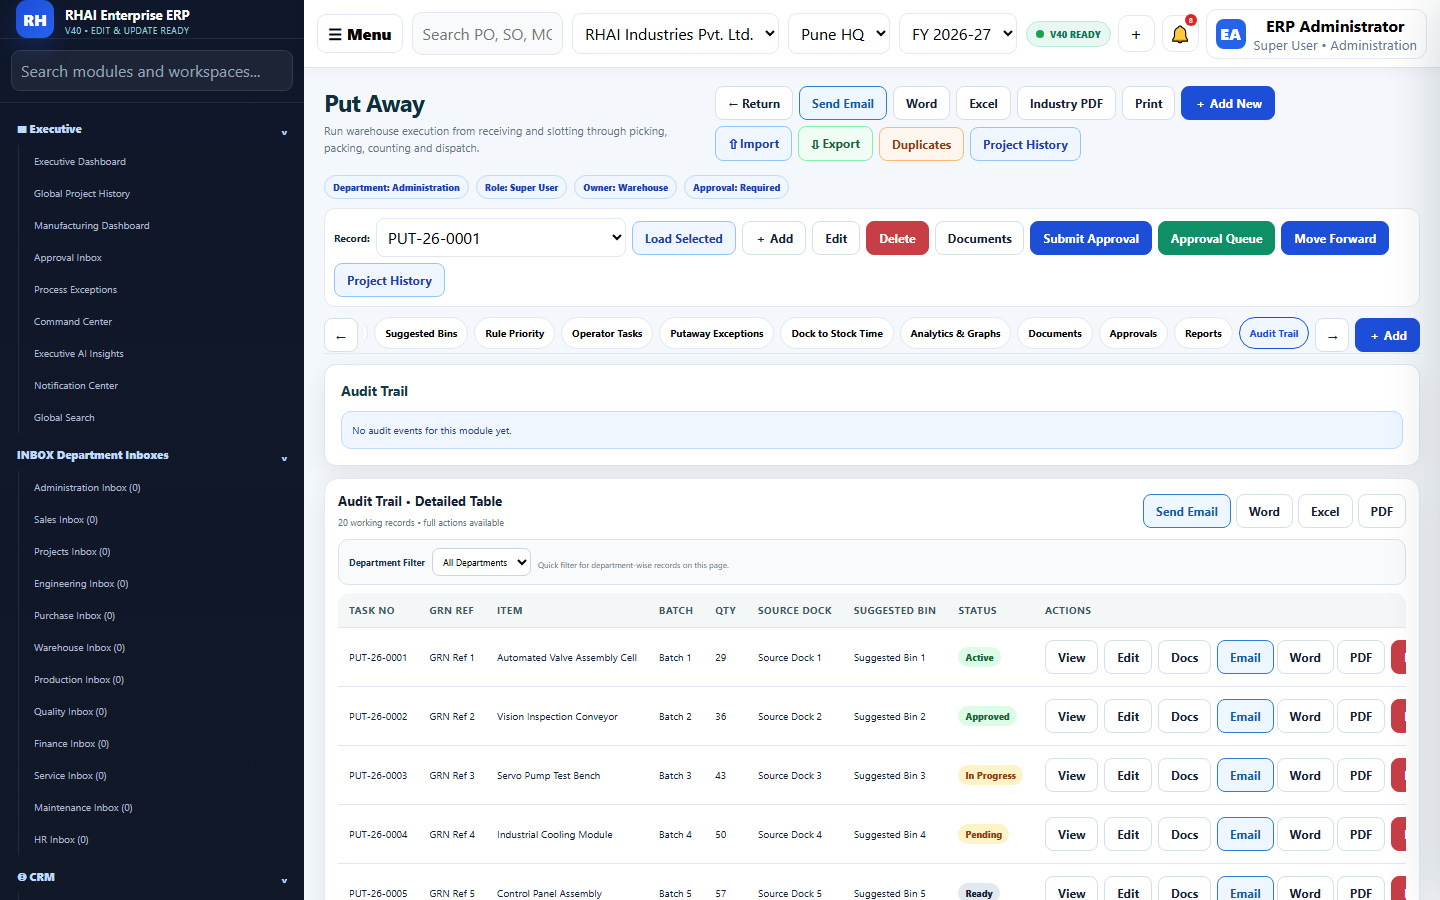 RH
RHAI Enterprise ERP
V40 • EDIT & UPDATE READY
Search modules and workspaces...
Executive
Executive Dashboard
Global Project History
Manufacturing Dashboard
Approval Inbox
Process Exceptions
Command Center
Executive AI Insights
Notification Center
Global Search
INBOX Department Inboxes
Administration Inbox (0)
Sales Inbox (0)
Projects Inbox (0)
Engineering Inbox (0)
Purchase Inbox (0)
Warehouse Inbox (0)
Production Inbox (0)
Quality Inbox (0)
Finance Inbox (0)
Service Inbox (0)
Maintenance Inbox (0)
HR Inbox (0)
CRM
☰ Menu
Search PO, SO, MO
RHAI Industries Pvt. Ltd.
Pune HQ
FY 2026-27
V40 READY
+
8
EA
ERP Administrator
Super User • Administration
Put Away
Run warehouse execution from receiving and slotting through picking,
packing, counting and dispatch.
← Return
Send Email
Word
Excel
Industry PDF
Print
+ Add New
⇧ Import
⇩ Export
Duplicates
Project History
Department: Administration
Role: Super User
Owner: Warehouse
Approval: Required
Record:
PUT-26-0001
Load Selected
+ Add
Edit
Delete
Documents
Submit Approval
Approval Queue
Move Forward
Project History
←
Suggested Bins
Rule Priority
Operator Tasks
Putaway Exceptions
Dock to Stock Time
Analytics & Graphs
Documents
Approvals
Reports
Audit Trail
→
+ Add
Audit Trail
No audit events for this module yet.
Audit Trail • Detailed Table
20 working records • full actions available
Send Email
Word
Excel
PDF
Department Filter
All Departments
Quick filter for department-wise records on this page.
TASK NO GRN REF ITEM BATCH QTY SOURCE DOCK SUGGESTED BIN STATUS ACTIONS
PUT-26-0001 GRN Ref 1 Automated Valve Assembly Cell Batch 1 29 Source Dock 1 Suggested Bin 1 Active View Edit Docs Email Word PDF
PUT-26-0002 GRN Ref 2 Vision Inspection Conveyor Batch 2 36 Source Dock 2 Suggested Bin 2 Approved View Edit Docs Email Word PDF
PUT-26-0003 GRN Ref 3 Servo Pump Test Bench Batch 3 43 Source Dock 3 Suggested Bin 3 In Progress View Edit Docs Email Word PDF
PUT-26-0004 GRN Ref 4 Industrial Cooling Module Batch 4 50 Source Dock 4 Suggested Bin 4 Pending View Edit Docs Email Word PDF
PUT-26-0005 GRN Ref 5 Control Panel Assembly Batch 5 57 Source Dock 5 Suggested Bin 5 Ready View Edit Docs Email Word PDF